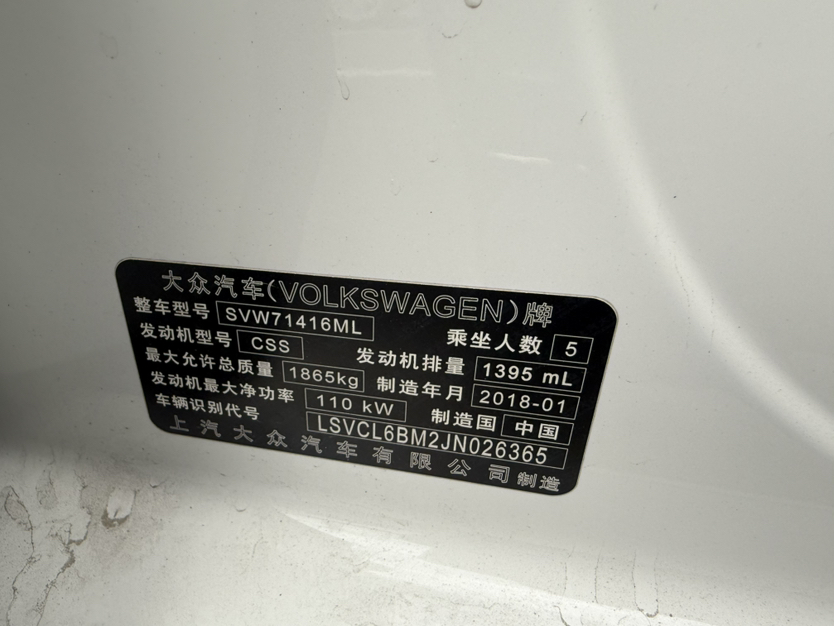 大众汽车(VOLKSWAGEN)牌
整车型号 SVW71416ML 乘坐人数 5
发动机型号 CSS 发动机排量 1395 mL
最大允许总质量 1865kg 制造年月 2018-01
发动机最大净功率 110 kW 制造国 中国
车辆识别代号 LSVCL6BM2JN026365
上汽大众汽车有限公司制造